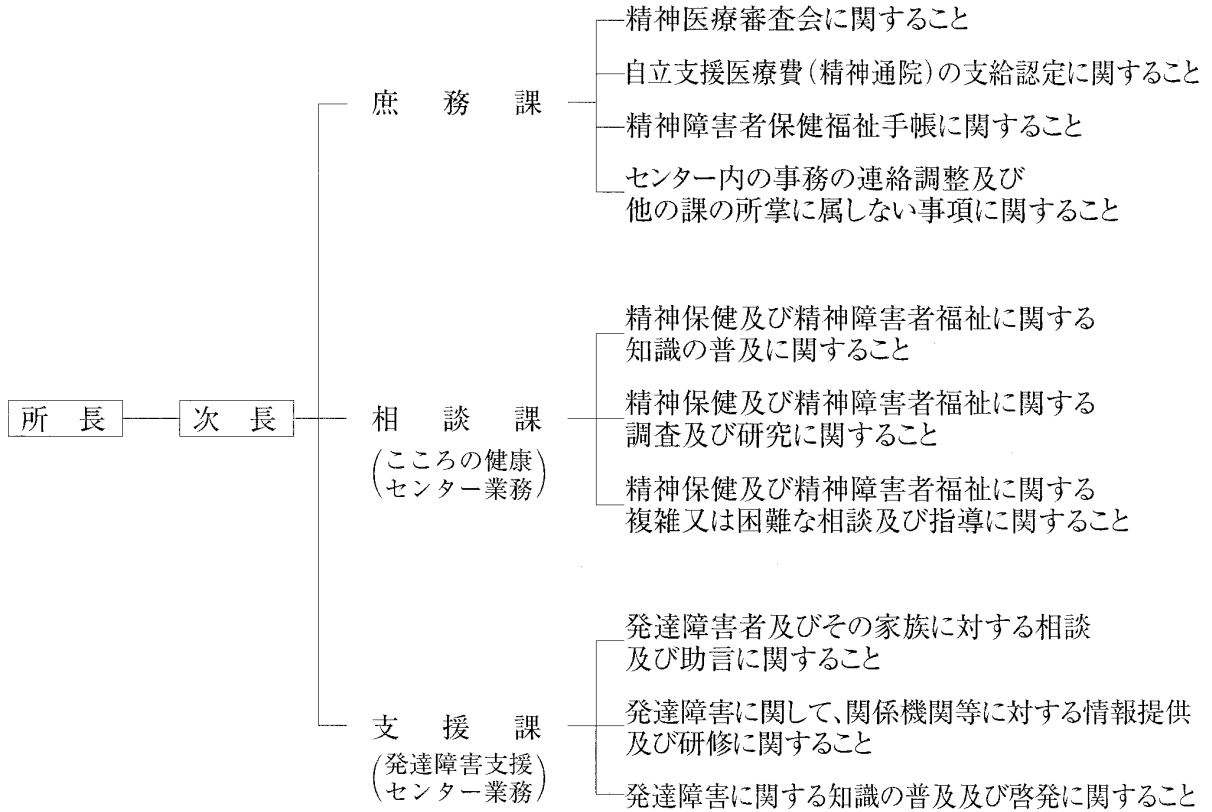 所長
次長
庶務課
精神医療審査会に関すること
自立支援医療費(精神通院)の支給認定に関すること
精神障害者保健福祉手帳に関すること
センター内の事務の連絡調整及び
他の課の所掌に属しない事項に関すること
相談課
(こころの健康
センター業務)
精神保健及び精神障害者福祉に関する
知識の普及に関すること
精神保健及び精神障害者福祉に関する
調査及び研究に関すること
精神保健及び精神障害者福祉に関する
複雑又は困難な相談及び指導に関すること
支援課
(発達障害支援
センター業務)
発達障害者及びその家族に対する相談
及び助言に関すること
発達障害に関して、関係機関等に対する情報提供
及び研修に関すること
発達障害に関する知識の普及及び啓発に関すること